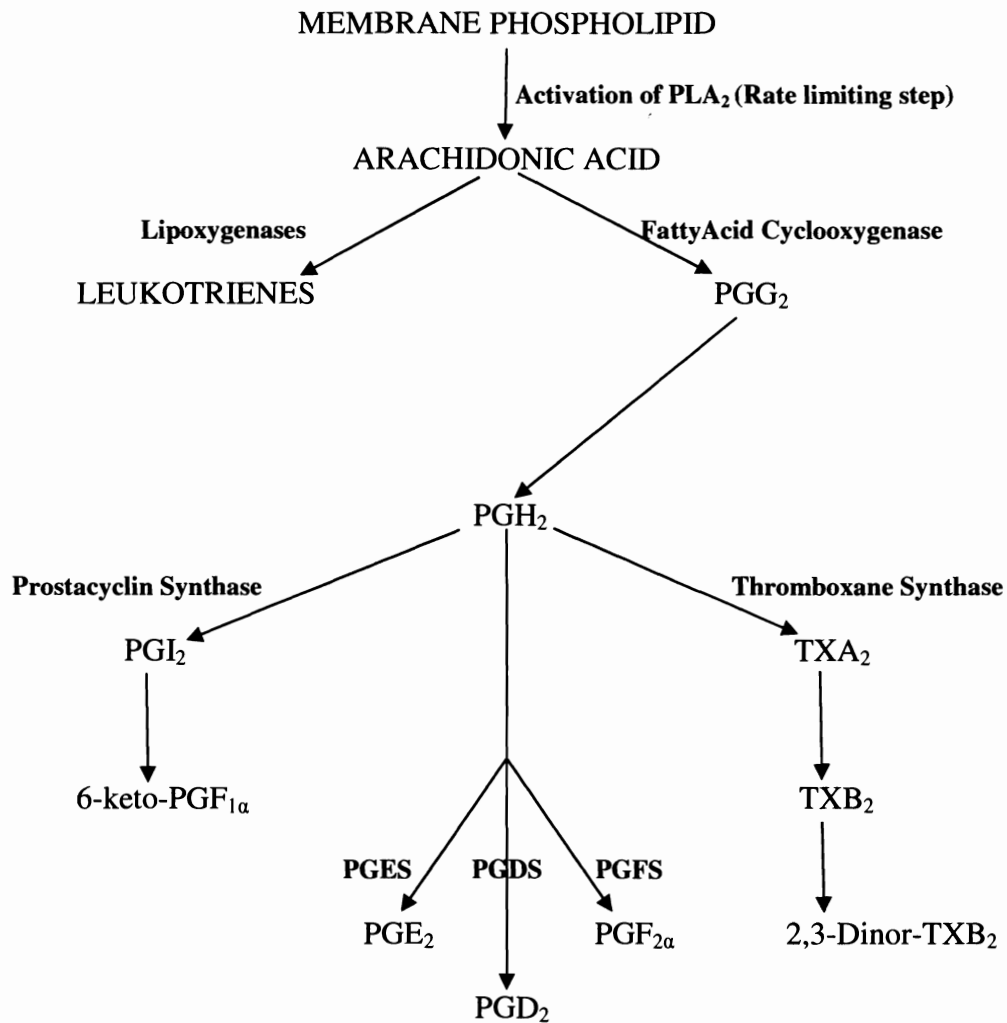 MEMBRANE PHOSPHOLIPID
Activation of PLA₂ (Rate limiting step)
ARACHIDONIC ACID
Lipoxygenases
FattyAcid Cyclooxygenase
LEUKOTRIENES
PGG₂
PGH₂
Prostacyclin Synthase
Thromboxane Synthase
PGI₂
TXA₂
6-keto-PGF₁α
TXB₂
PGES
PGDS
PGFS
PGE₂
PGF₂α
2,3-Dinor-TXB₂
PGD₂